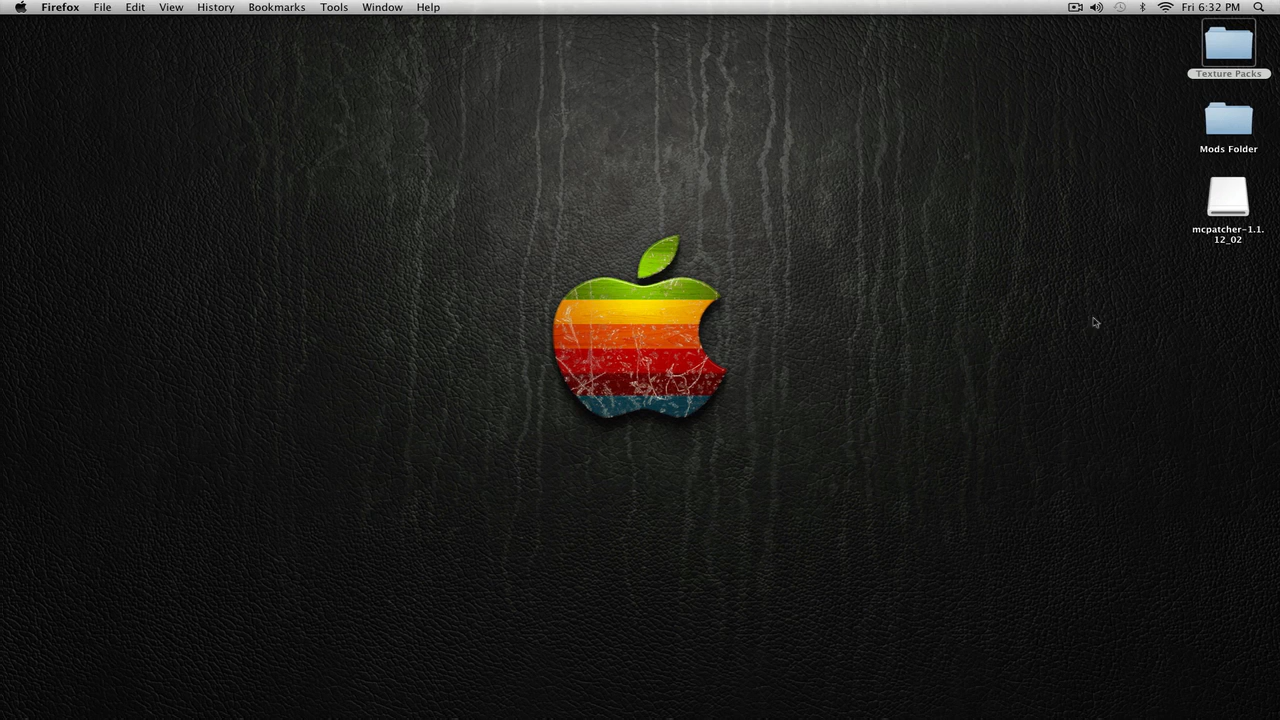 Firefox File Edit View History Bookmarks Tools Window Help Fri 6:32 PM
Texture Packs
Mods Folder
mcpatcher-1.1.
12_02